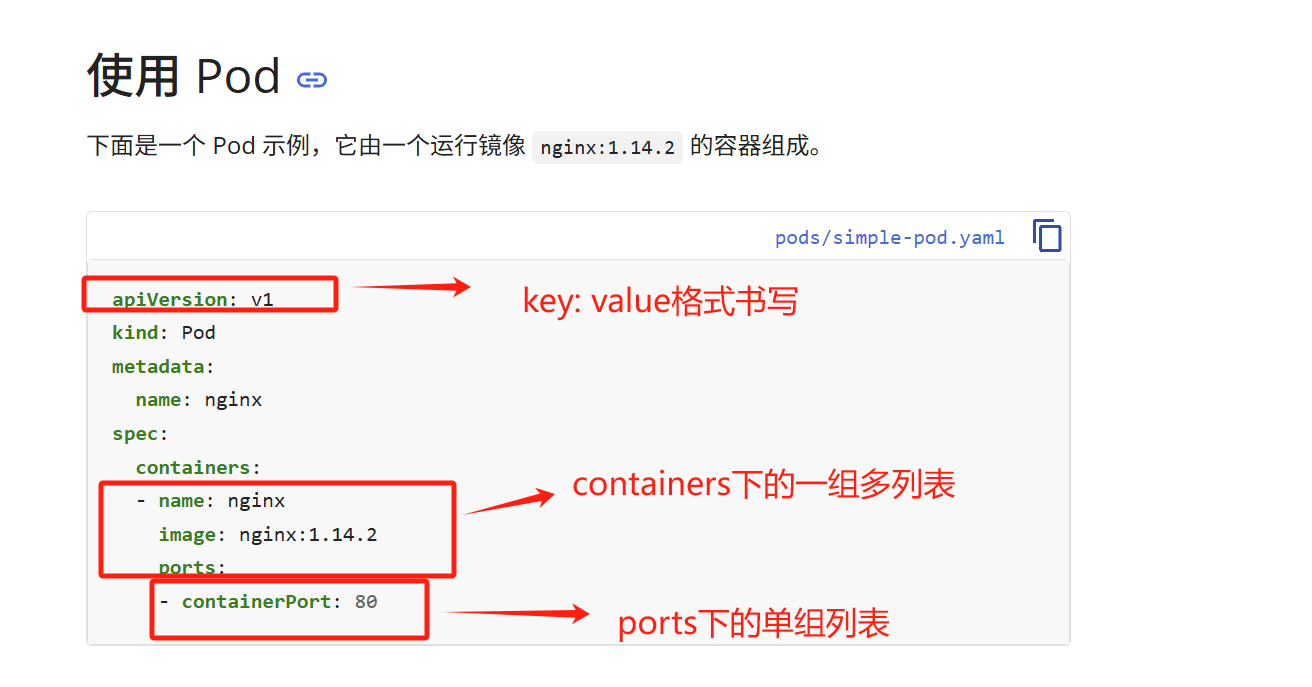 使用 Pod
下面是一个 Pod 示例，它由一个运行镜像 nginx:1.14.2 的容器组成。
pods/simple-pod.yaml
apiVersion: v1
key: value格式书写
kind: Pod
metadata:
  name: nginx
spec:
  containers:
  - name: nginx
containers下的一组多列表
    image: nginx:1.14.2
    ports:
    - containerPort: 80
ports下的单组列表